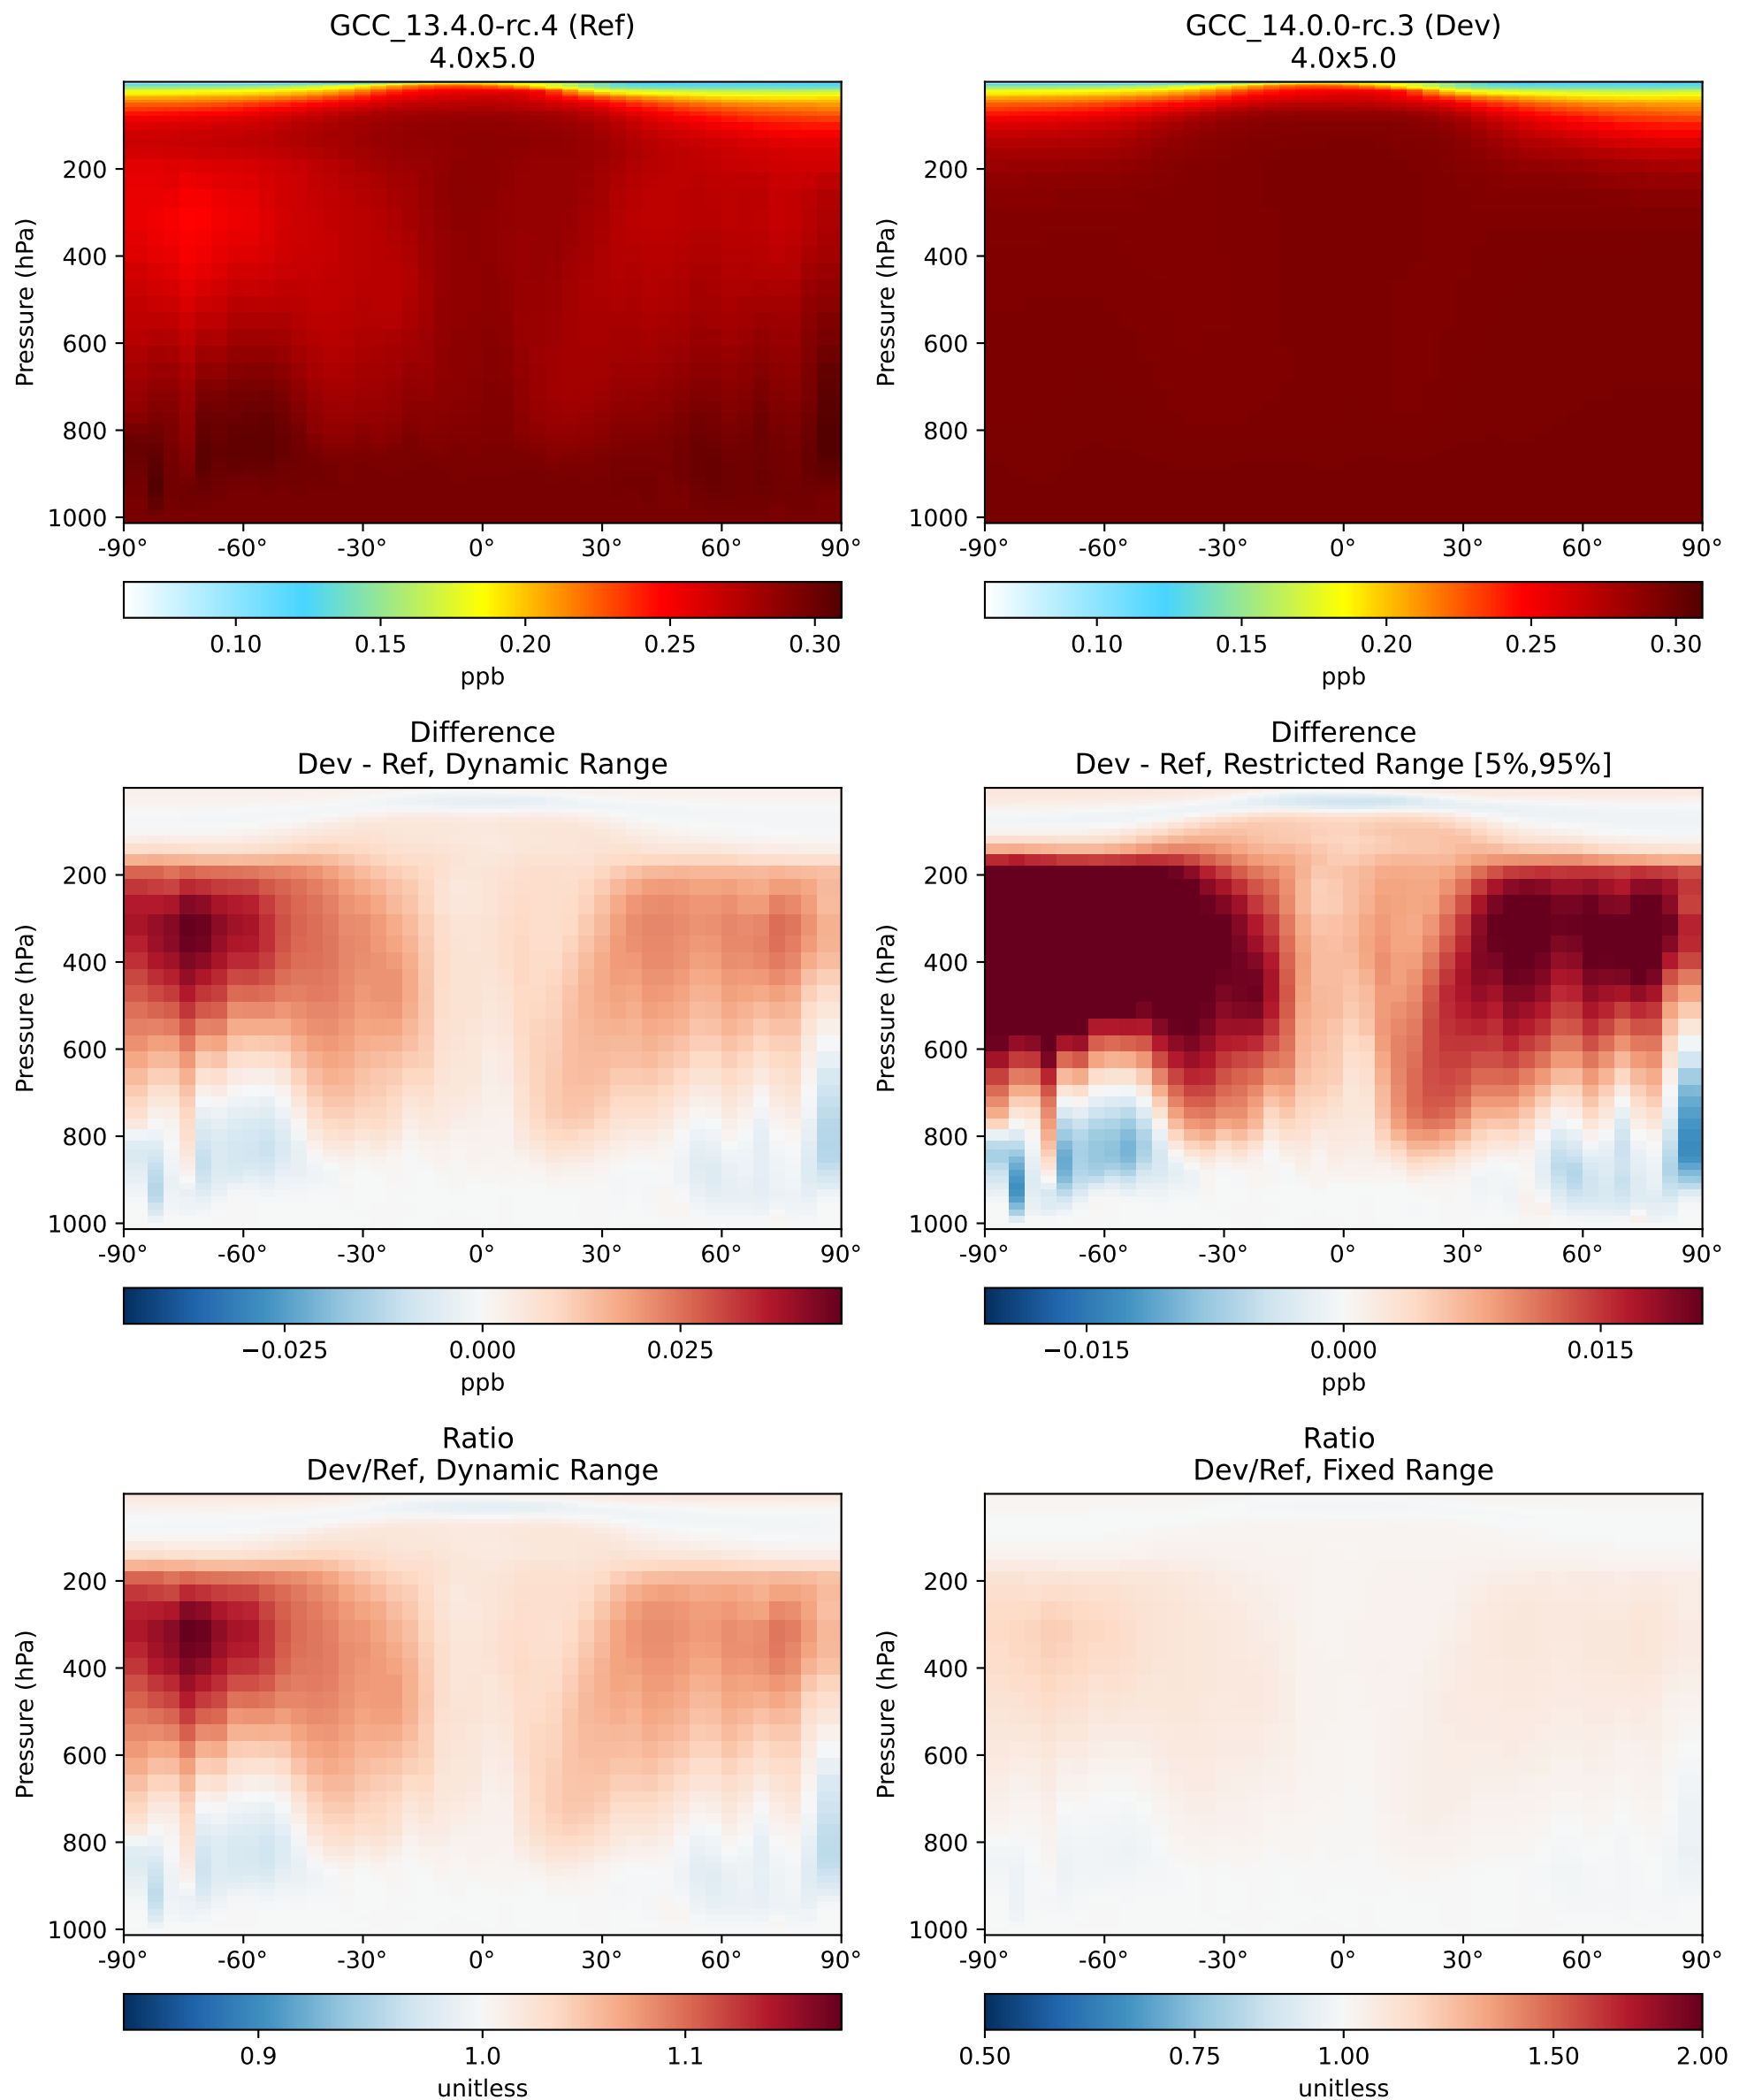 GCC_13.4.0-rc.4 (Ref)
4.0x5.0
Pressure (hPa)
200
400
600
800
1000
-90° -60° -30° 0° 30° 60° 90°
0.10 0.15 0.20 0.25 0.30
ppb
GCC_14.0.0-rc.3 (Dev)
4.0x5.0
Pressure (hPa)
200
400
600
800
1000
-90° -60° -30° 0° 30° 60° 90°
0.10 0.15 0.20 0.25 0.30
ppb
Difference
Dev - Ref, Dynamic Range
Pressure (hPa)
200
400
600
800
1000
-90° -60° -30° 0° 30° 60° 90°
−0.025 0.000 0.025
ppb
Difference
Dev - Ref, Restricted Range [5%,95%]
Pressure (hPa)
200
400
600
800
1000
-90° -60° -30° 0° 30° 60° 90°
−0.015 0.000 0.015
ppb
Ratio
Dev/Ref, Dynamic Range
Pressure (hPa)
200
400
600
800
1000
-90° -60° -30° 0° 30° 60° 90°
0.9 1.0 1.1
unitless
Ratio
Dev/Ref, Fixed Range
Pressure (hPa)
200
400
600
800
1000
-90° -60° -30° 0° 30° 60° 90°
0.50 0.75 1.00 1.50 2.00
unitless